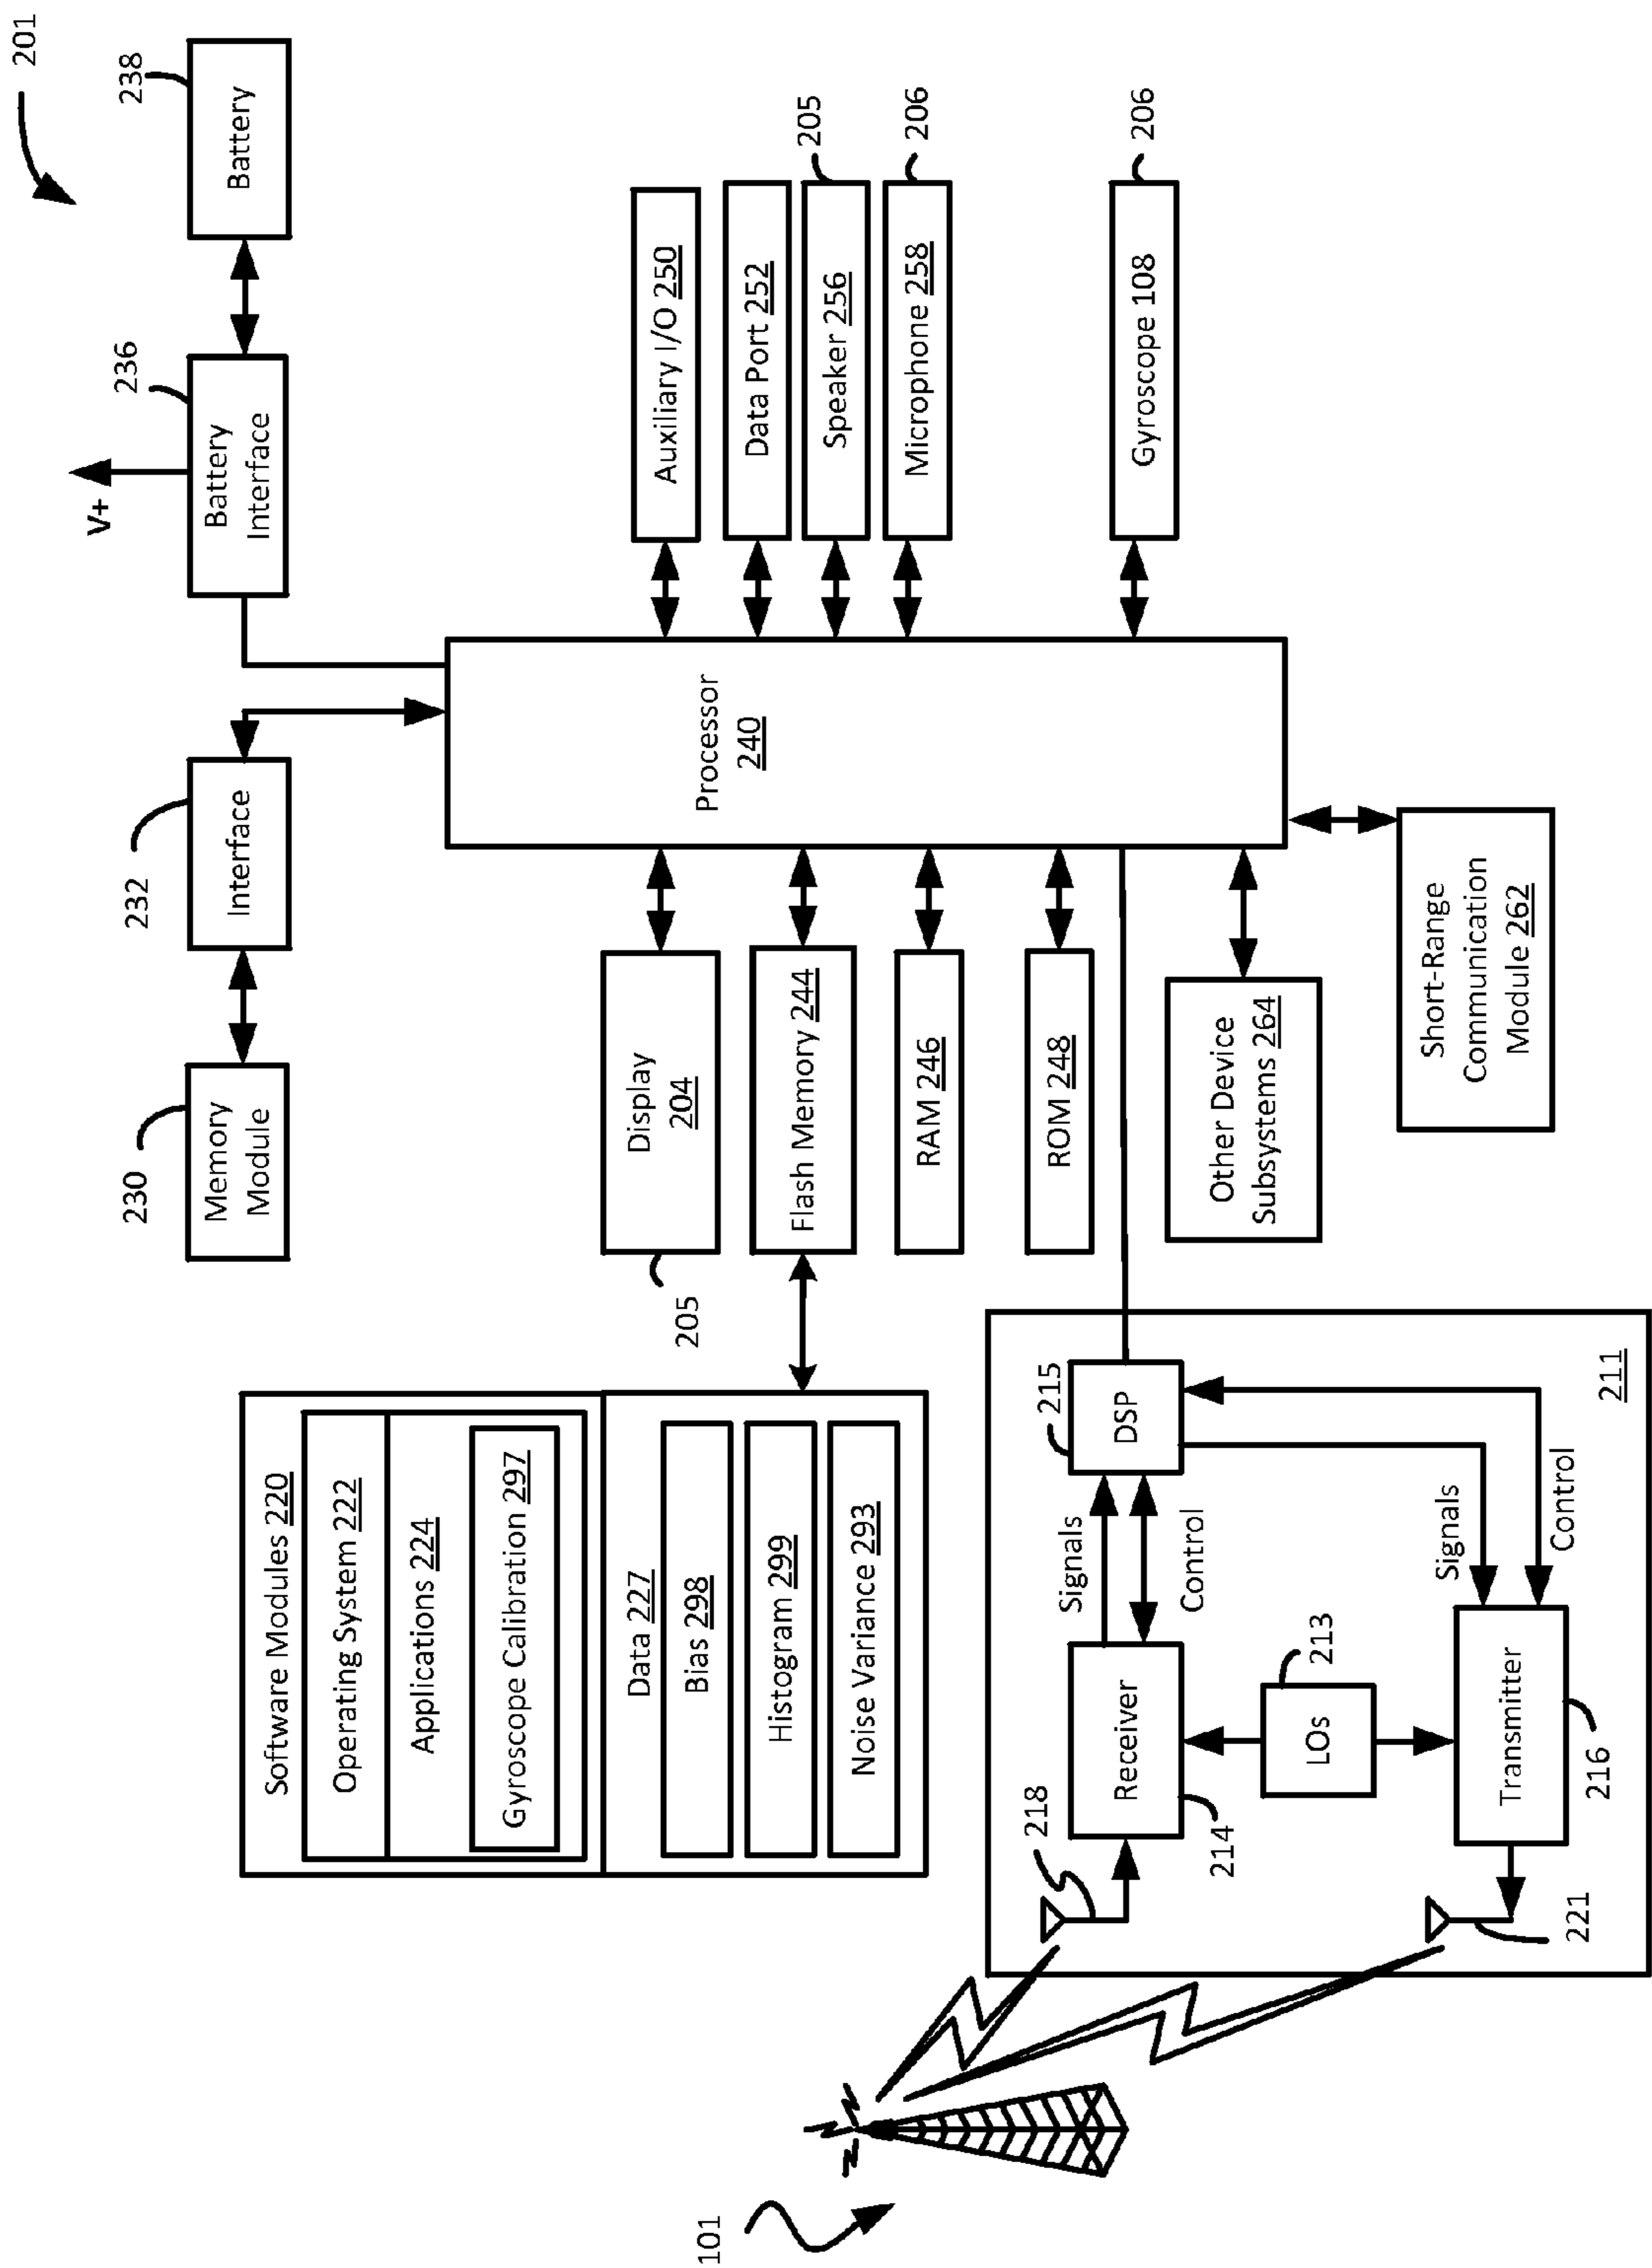 201
238
Battery
236
Battery
Interface
V+
232
Interface
230
Memory
Module
Auxiliary I/O 250
Data Port 252
Speaker 256
205
Microphone 258
206
Gyroscope 108
206
Processor
240
Display
204
205
Flash Memory 244
RAM 246
ROM 248
Other Device
Subsystems 264
Short-Range
Communication
Module 262
Software Modules 220
Operating System 222
Applications 224
Gyroscope Calibration 297
Data 227
Bias 298
Histogram 299
Noise Variance 293
211
215
DSP
Signals
Control
Signals
Control
Receiver
214
218
213
LOs
Transmitter
216
221
101